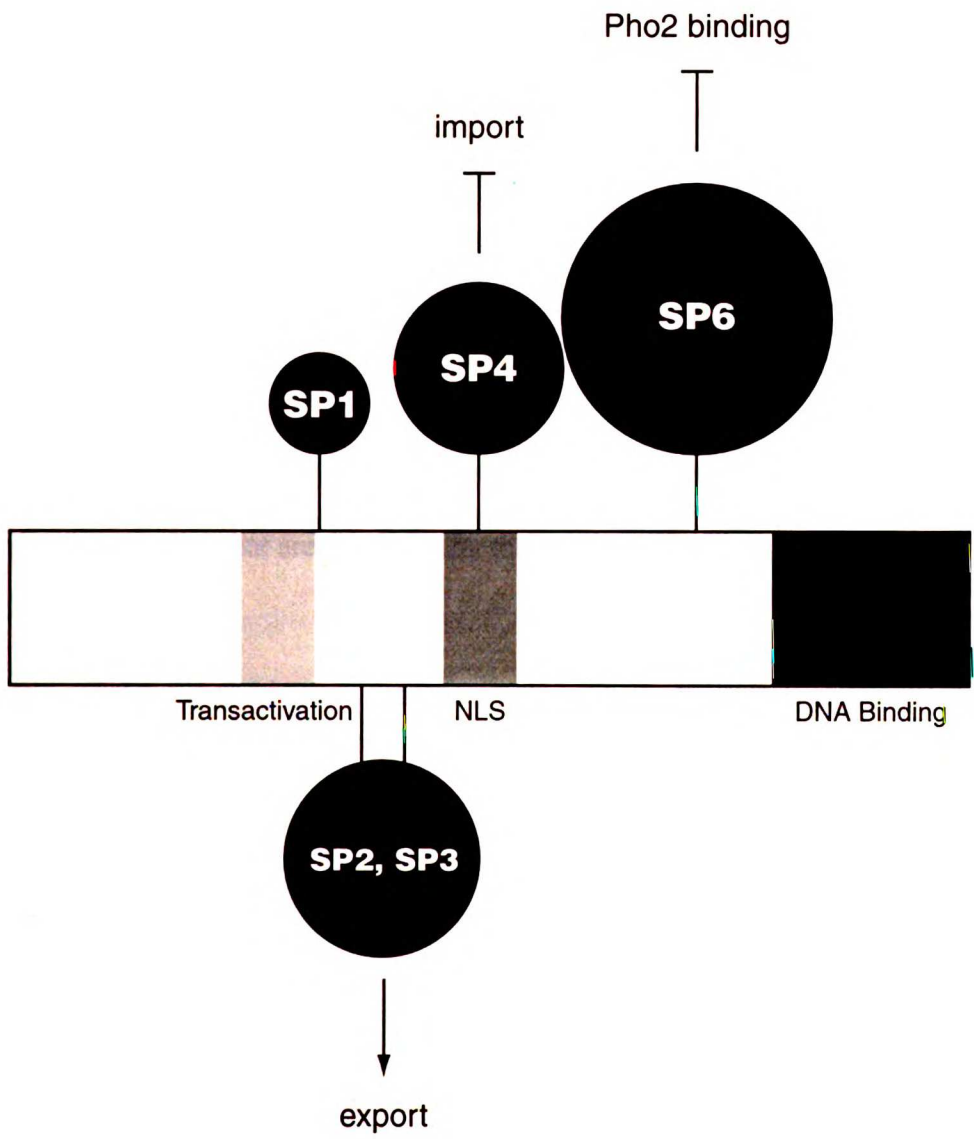 Pho2 binding
import
SP6
SP4
SP1
Transactivation
NLS
DNA Binding
SP2, SP3
export